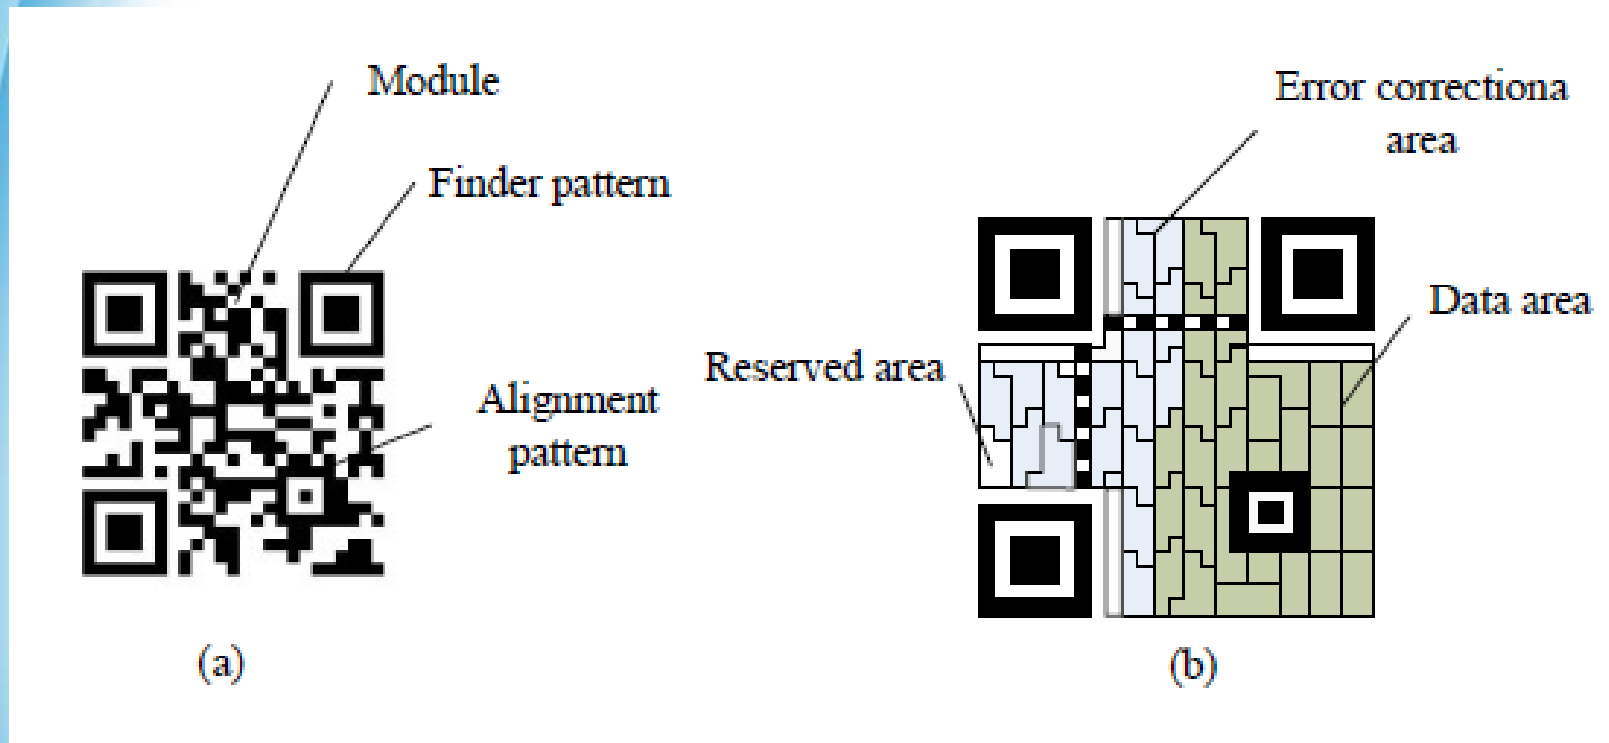 Module
Finder pattern
Alignment
pattern
(a)
Error correctiona
area
Data area
Reserved area
(b)